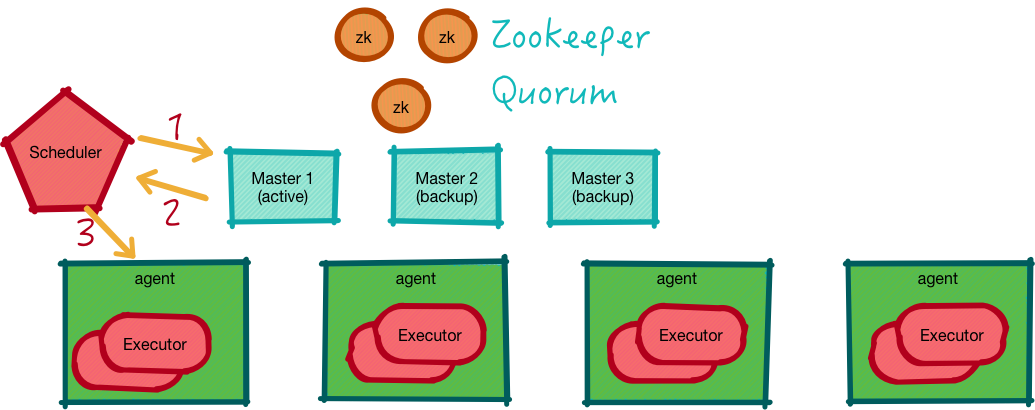 zk
zk
Zookeeper
zk
Quorum
Scheduler
1
2
3
Master 1
(active)
Master 2
(backup)
Master 3
(backup)
agent
Executor
agent
Executor
agent
Executor
agent
Executor